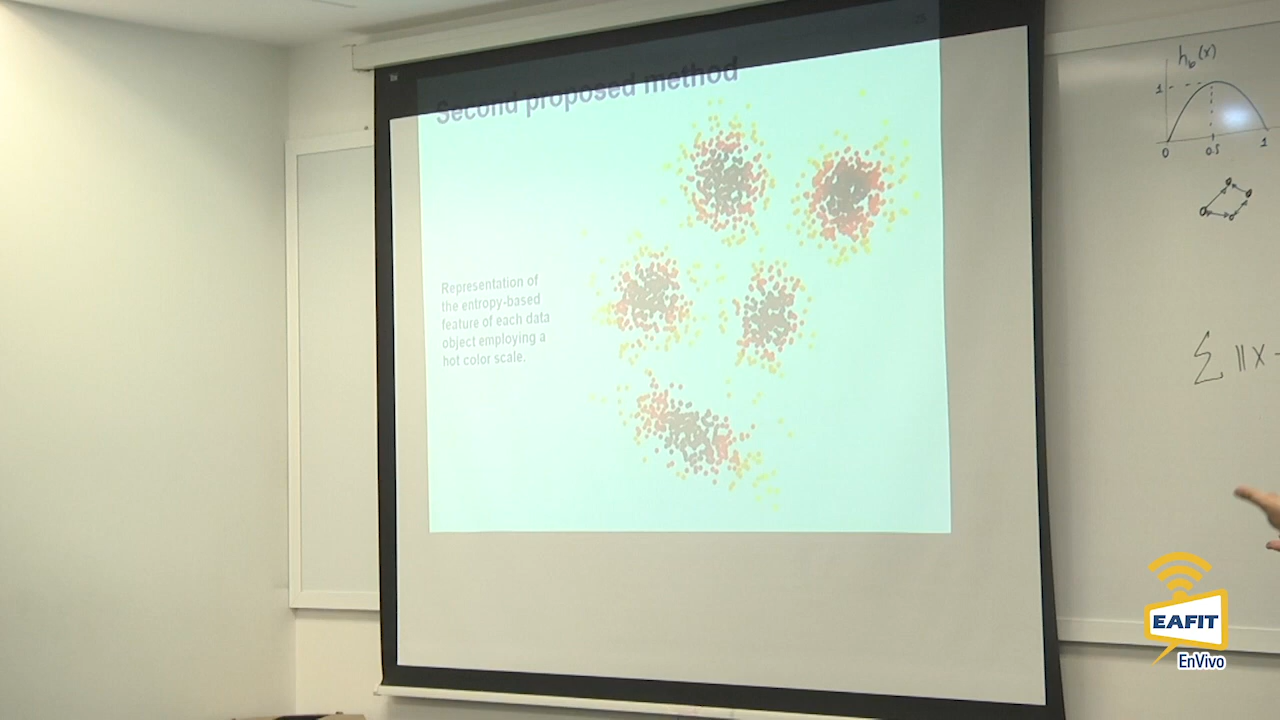 Second proposed method
Representation of
the entropy-based
feature of each data
object employing a
hot color scale.
h_b(x)
1
0 0.5 1
Σ ||X -
EAFIT
EnVivo